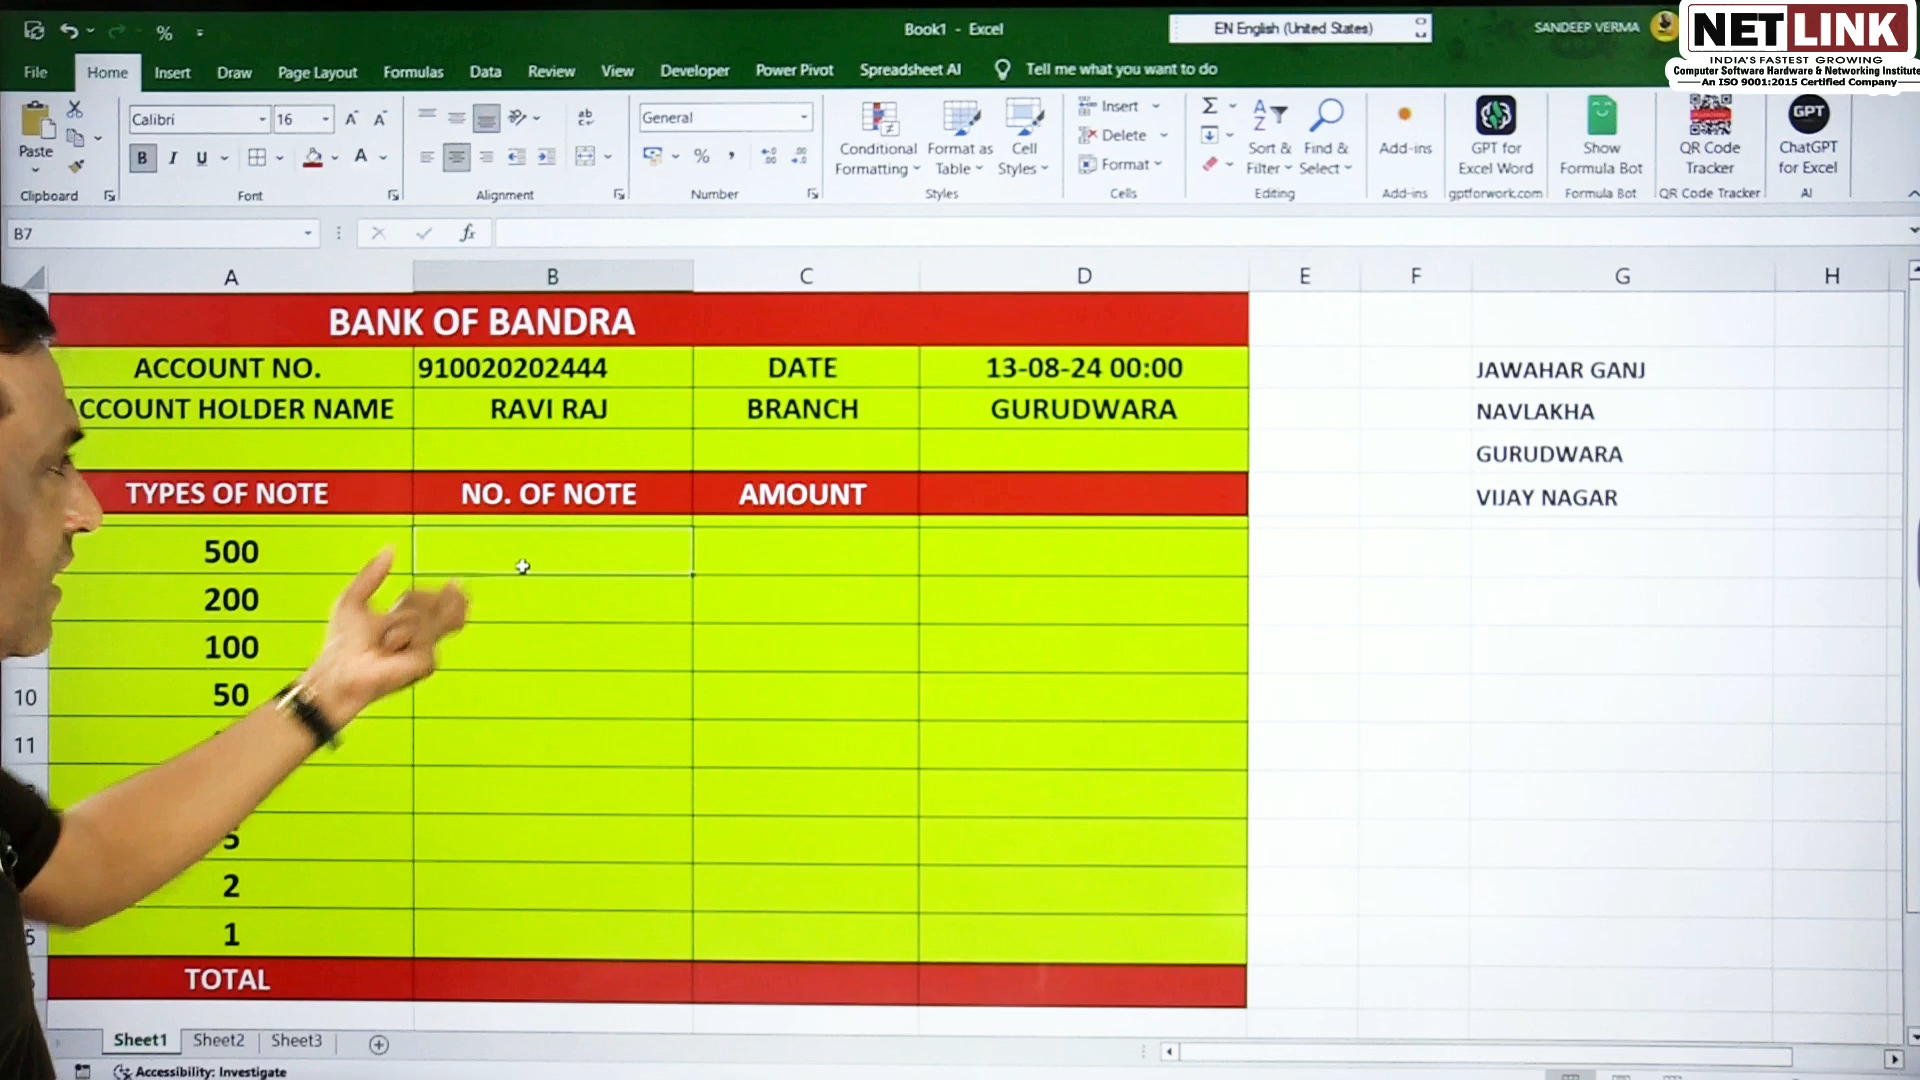 Book1 - Excel
EN English (United States)
SANDEEP VERMA
NETLINK
INDIA'S FASTEST GROWING
Computer Software Hardware & Networking Institute
An ISO 9001:2015 Certified Company
File Home Insert Draw Page Layout Formulas Data Review View Developer Power Pivot Spreadsheet AI Tell me what you want to do
Paste
Clipboard
Calibri 16
B I U A
Font
ab
Alignment
General
% ,
Number
Conditional Formatting
Format as Table
Cell Styles
Styles
Insert
Delete
Format
Cells
Sort & Filter
Find & Select
Editing
Add-ins
Add-ins
GPT for Excel Word
gptforwork.com
Show Formula Bot
Formula Bot
QR Code Tracker
QR Code Tracker
GPT
ChatGPT for Excel
AI
B7 fx
A B C D E F G H
BANK OF BANDRA
ACCOUNT NO. 910020202444 DATE 13-08-24 00:00 JAWAHAR GANJ
CCOUNT HOLDER NAME RAVI RAJ BRANCH GURUDWARA NAVLAKHA
GURUDWARA
TYPES OF NOTE NO. OF NOTE AMOUNT VIJAY NAGAR
500
200
100
10 50
11
5
2
5 1
TOTAL
Sheet1 Sheet2 Sheet3
Accessibility: Investigate